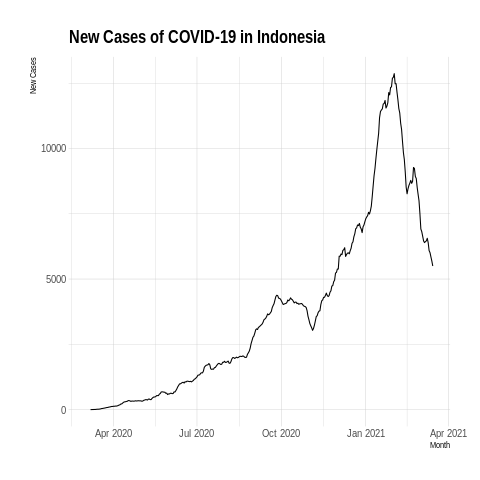 New Cases of COVID-19 in Indonesia
New Cases
10000
5000
0
Apr 2020
Jul 2020
Oct 2020
Jan 2021
Apr 2021
Month